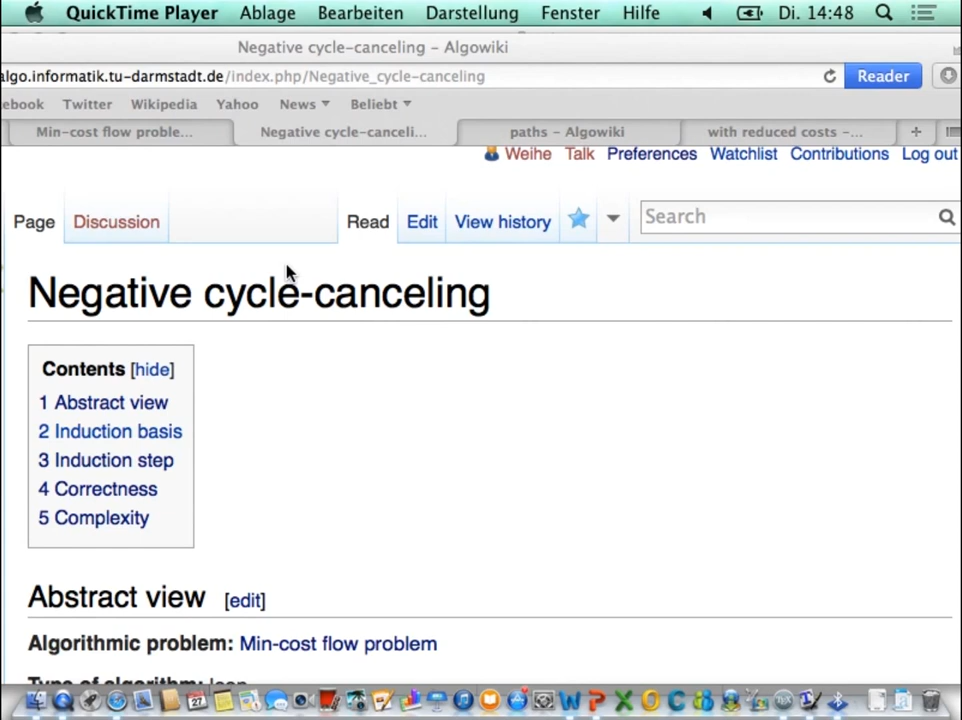 QuickTime Player Ablage Bearbeiten Darstellung Fenster Hilfe Di. 14:48
Negative cycle-canceling – Algowiki
algo.informatik.tu-darmstadt.de/index.php/Negative_cycle-canceling Reader
ebook Twitter Wikipedia Yahoo News Beliebt
Min-cost flow proble... Negative cycle-canceli... paths – Algowiki with reduced costs –... +
Weihe Talk Preferences Watchlist Contributions Log out
Page Discussion Read Edit View history Search
Negative cycle-canceling
Contents [hide]
1 Abstract view
2 Induction basis
3 Induction step
4 Correctness
5 Complexity
Abstract view [edit]
Algorithmic problem: Min-cost flow problem
Type of algorithm: loop